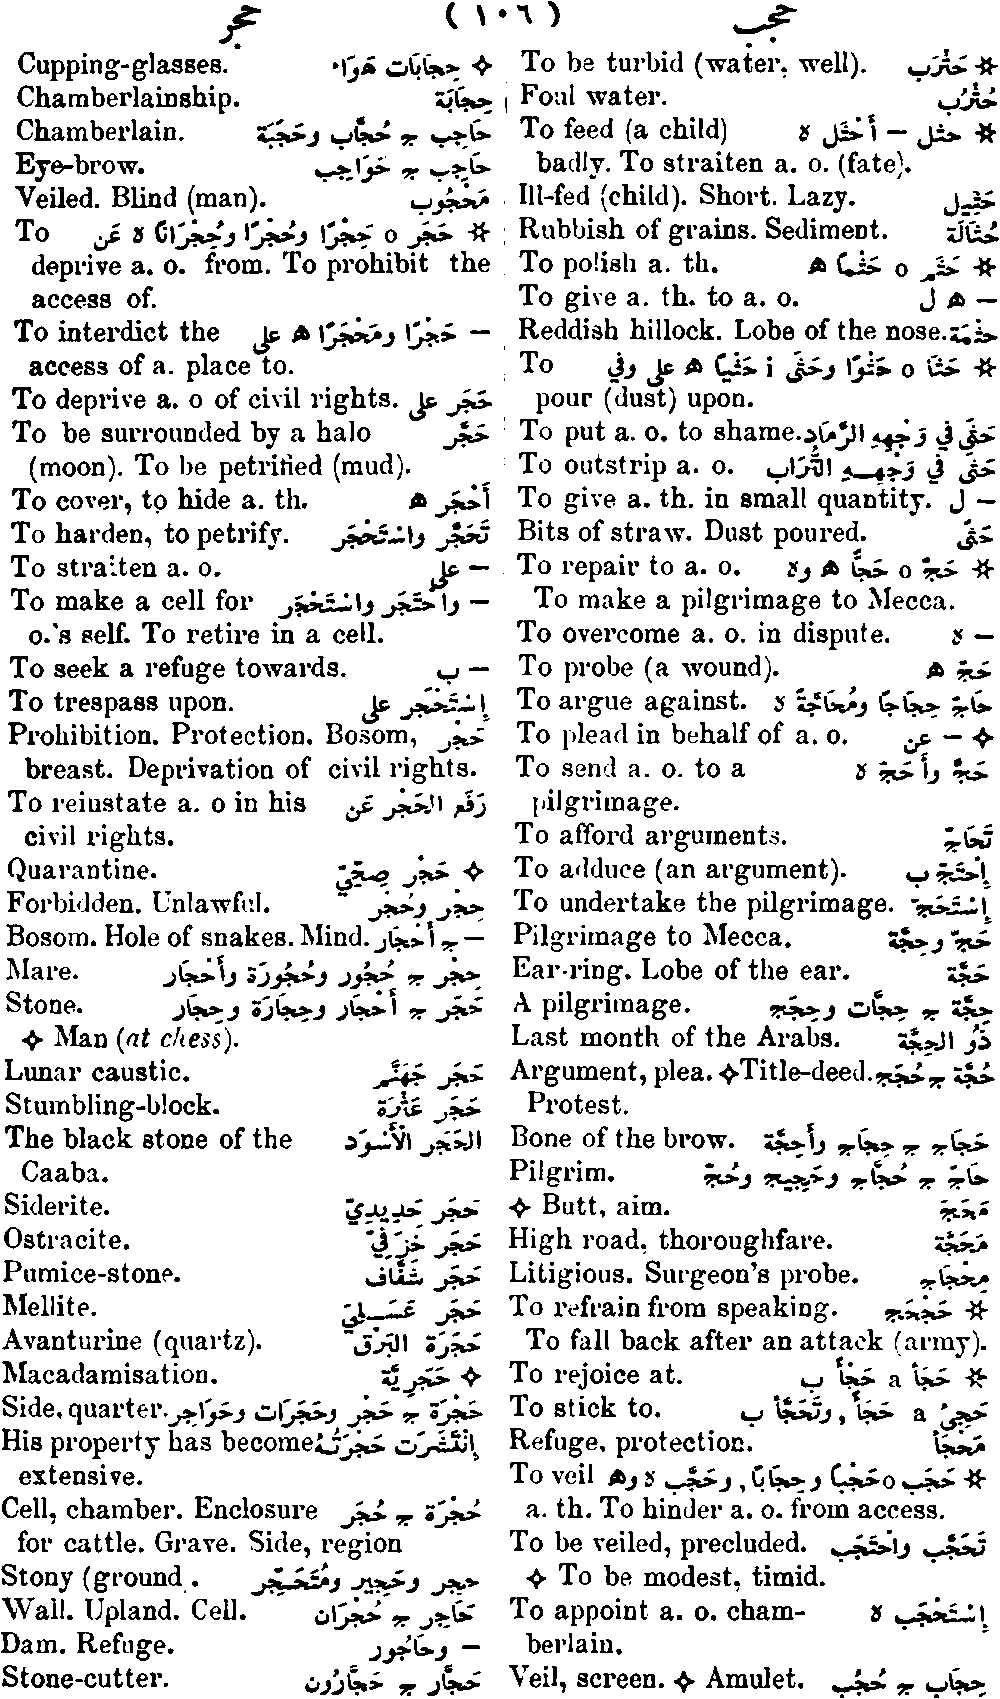 حجب ( ١٠٦ ) حجر
To be turbid (water, well). ✲ حَثْرَب
Foul water. حُثْرُب
To feed (a child) ✲ حثل – أَحْثَل ه
badly. To straiten a. o. (fate).
Ill-fed (child). Short. Lazy. حَثِيل
Rubbish of grains. Sediment. حُثَالَة
To polish a. th. ✲ حَثَم o حَثْمًا ه
To give a. th. to a. o. – ه ل
Reddish hillock. Lobe of the nose. حَثْمَة
To ✲ حَثَا o حَثْوًا وحَثَى i حَثْيًا ه على وفي
pour (dust) upon.
To put a. o. to shame. حَثَى في وَجْهِهِ الرَّمَاد
To outstrip a. o. حَثَى في وَجْهِهِ التُّرَاب
To give a. th. in small quantity. – ل
Bits of straw. Dust poured. حَثًى
To repair to a. o. ✲ حَجَّ o حَجًّا ه وه
To make a pilgrimage to Mecca.
To overcome a. o. in dispute. – ه
To probe (a wound). حَجَّ ه
To argue against. حَاجَّ حِجَاجًا ومُحَاجَّةً ه
To plead in behalf of a. o. ✧ – عن
To send a. o. to a حَجَّجَ وأَحَجَّ ه
pilgrimage.
To afford arguments. تَحَاجَّ
To adduce (an argument). إِحْتَجَّ ب
To undertake the pilgrimage. إِسْتَحَجَّ
Pilgrimage to Mecca. حَجّ وحِجَّة
Ear-ring. Lobe of the ear. حَجَّة
A pilgrimage. حِجَّة ج حِجَّات وحِجَج
Last month of the Arabs. ذُو الحِجَّة
Argument, plea. ✧Title-deed. حُجَّة ج حُجَج
Protest.
Bone of the brow. حَجَاج ج حِجَاج وأَحِجَّة
Pilgrim. حَاجّ ج حُجَّاج وحَجِيج وحُجّ
✧ Butt, aim. مَحَجّ
High road, thoroughfare. مَحَجَّة
Litigious. Surgeon's probe. مِحْجَاج
To refrain from speaking. ✲ حَجْحَج
To fall back after an attack (army).
To rejoice at. ✲ حَجَأَ a حَجْأً ب
To stick to. حَجِئَ a حَجَأً, وتَحَجَّأَ ب
Refuge, protection. مَحْجَأ
To veil ✲ حَجَب o حَجْبًا وحِجَابًا, وحَجَّب ه وه
a. th. To hinder a. o. from access.
To be veiled, precluded. تَحَجَّب واحْتَجَب
✧ To be modest, timid.
To appoint a. o. cham- إِسْتَحْجَب ه
berlain.
Veil, screen. ✧ Amulet. حِجَاب ج حُجُب
Cupping-glasses. ✧ حِجَابَات هَوَاء
Chamberlainship. حِجَابَة
Chamberlain. حَاجِب ج حُجَّاب وحَجَبَة
Eye-brow. حَاجِب ج حَوَاجِب
Veiled. Blind (man). مَحْجُوب
To ✲ حَجَر o حَجْرًا وحُجْرًا وحُِجْرَانًا ه عَن
deprive a. o. from. To prohibit the
access of.
To interdict the – حَجْرًا ومَحْجَرًا ه على
access of a. place to.
To deprive a. o of civil rights. حَجَر على
To be surrounded by a halo حَجَّر
(moon). To be petrified (mud).
To cover, to hide a. th. أَحْجَر ه
To harden, to petrify. تَحَجَّر واسْتَحْجَر
To straiten a. o. – على
To make a cell for – واحْتَجَر واسْتَحْجَر
o.'s self. To retire in a cell.
To seek a refuge towards. – ب
To trespass upon. إِسْتَحْجَر على
Prohibition. Protection. Bosom, حَجْر
breast. Deprivation of civil rights.
To reinstate a. o in his رَفَع الحَجْر عَن
civil rights.
Quarantine. ✧ حَجْر صِحِّيّ
Forbidden. Unlawful. حِجْر وحُجْر
Bosom. Hole of snakes. Mind. – ج أَحْجَار
Mare. حِجْر ج حُجُور وحُجُورَة وأَحْجَار
Stone. حَجَر ج أَحْجَار وحِجَارَة وحِجَار
✧ Man (at chess).
Lunar caustic. حَجَر جَهَنَّم
Stumbling-block. حَجَر عَثْرَة
The black stone of the الحَجَر الأَسْوَد
Caaba.
Siderite. حَجَر حَدِيدِيّ
Ostracite. حَجَر خَزَفِيّ
Pumice-stone. حَجَر شَفَّاف
Mellite. حَجَر عَسَلِيّ
Avanturine (quartz). حَجَرَة البَرْق
Macadamisation. ✧ حَجَرِيَّة
Side, quarter. حَجْرَة ج حَجْر وحَجَرَات وحَوَاجِر
His property has become إِنْتَشَرَت حَجْرَتُهُ
extensive.
Cell, chamber. Enclosure حُجْرَة ج حُجَر
for cattle. Grave. Side, region
Stony (ground. حجر وحَجِير ومُتَحَجِّر
Wall. Upland. Cell. حَاجِر ج حُجْرَان
Dam. Refuge. – وحَاجُور
Stone-cutter. حَجَّار ج حَجَّارُون